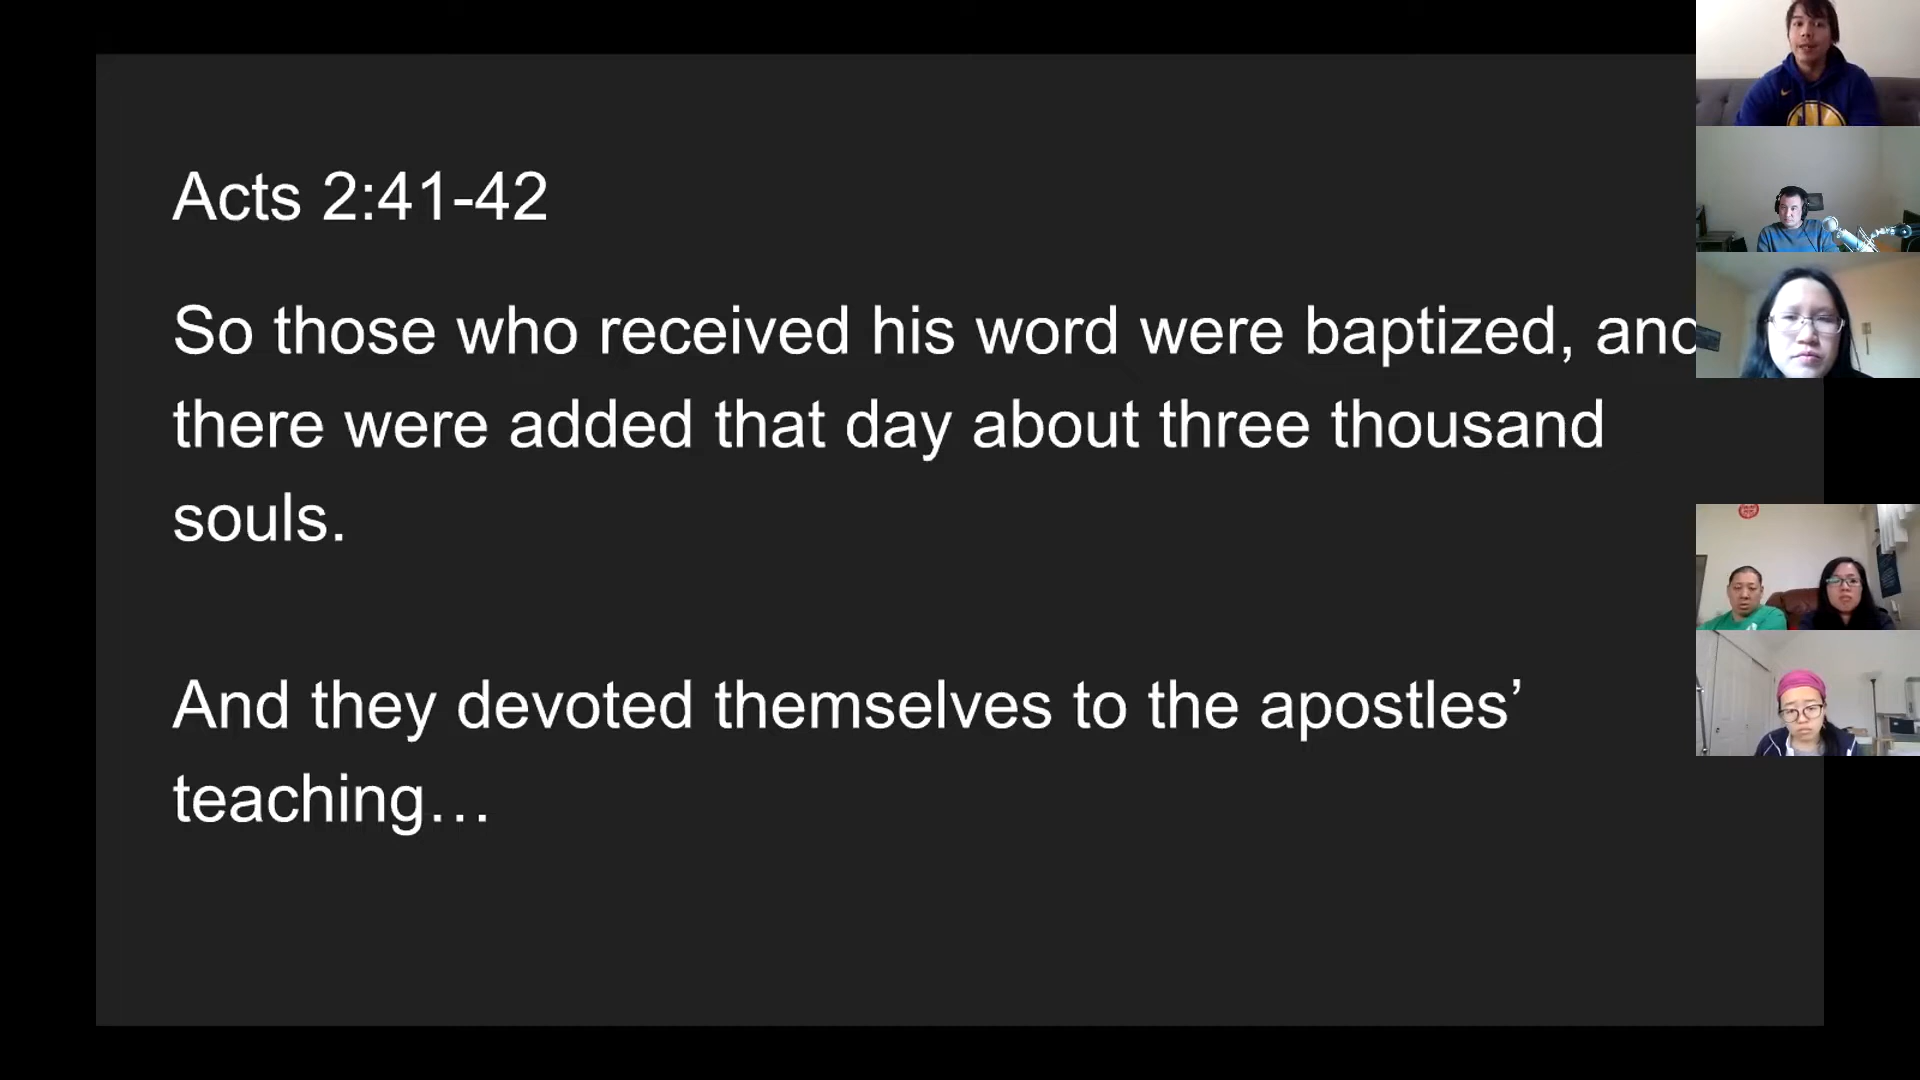 Acts 2:41-42
So those who received his word were baptized, and
there were added that day about three thousand
souls.
And they devoted themselves to the apostles’
teaching…